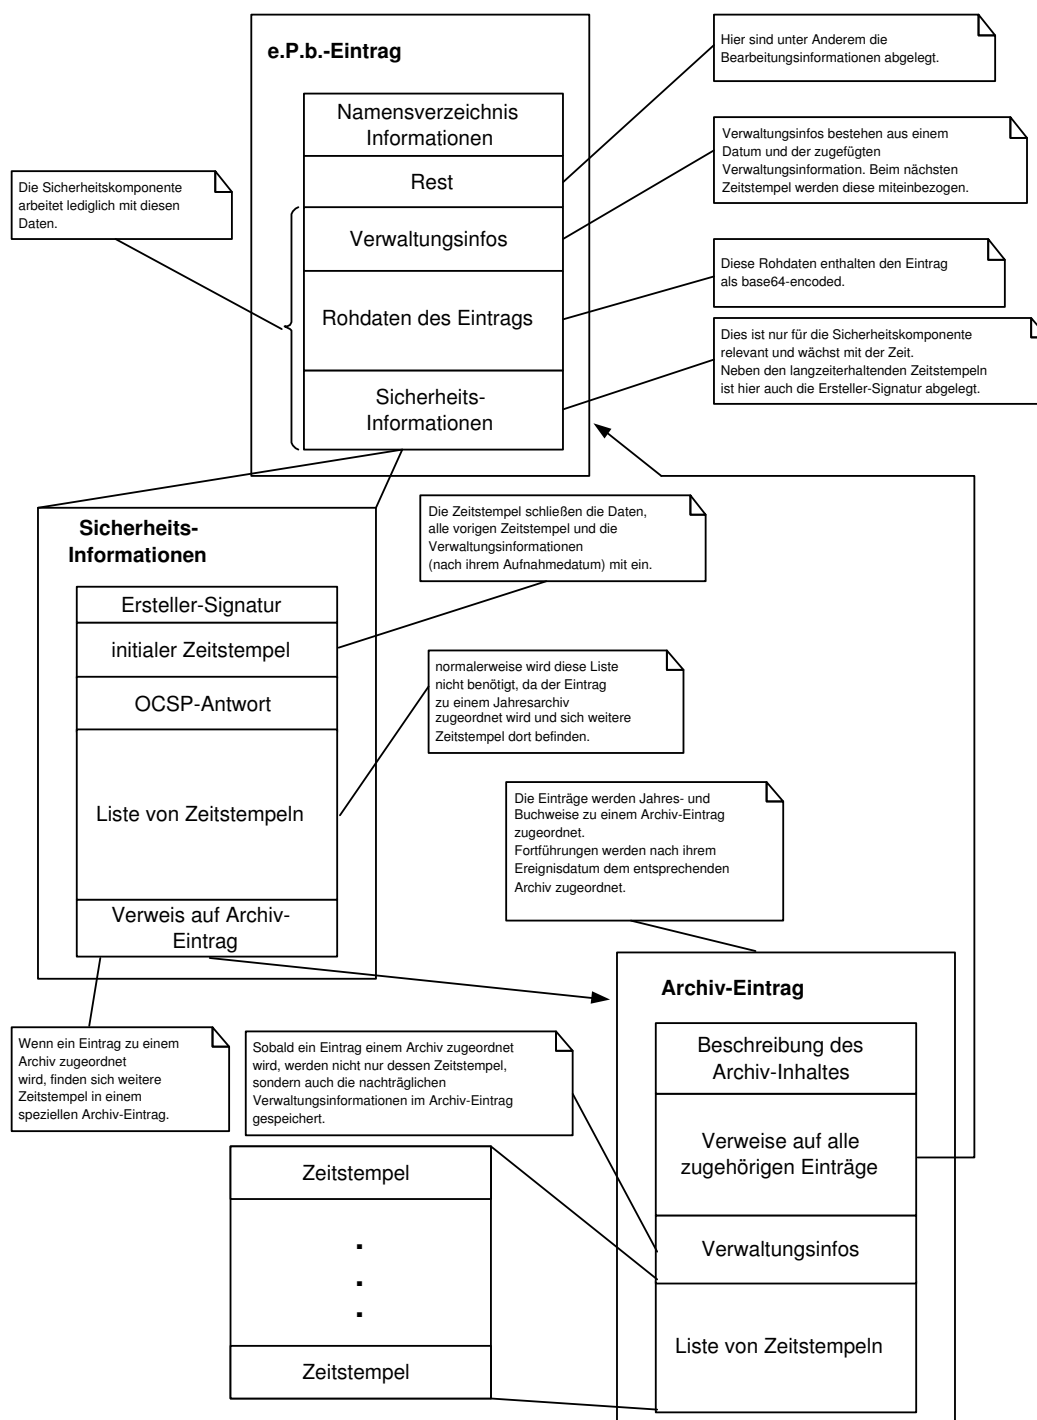 e.P.b.-Eintrag
Namensverzeichnis
Informationen
Rest
Verwaltungsinfos
Rohdaten des Eintrags
Sicherheits-
Informationen
Hier sind unter Anderem die
Bearbeitungsinformationen abgelegt.
Verwaltungsinfos bestehen aus einem
Datum und der zugefügten
Verwaltungsinformation. Beim nächsten
Zeitstempel werden diese miteinbezogen.
Die Sicherheitskomponente
arbeitet lediglich mit diesen
Daten.
Diese Rohdaten enthalten den Eintrag
als base64-encoded.
Dies ist nur für die Sicherheitskomponente
relevant und wächst mit der Zeit.
Neben den langzeiterhaltenden Zeitstempeln
ist hier auch die Ersteller-Signatur abgelegt.
Sicherheits-
Informationen
Ersteller-Signatur
initialer Zeitstempel
OCSP-Antwort
Liste von Zeitstempeln
Verweis auf Archiv-
Eintrag
Die Zeitstempel schließen die Daten,
alle vorigen Zeitstempel und die
Verwaltungsinformationen
(nach ihrem Aufnahmedatum) mit ein.
normalerweise wird diese Liste
nicht benötigt, da der Eintrag
zu einem Jahresarchiv
zugeordnet wird und sich weitere
Zeitstempel dort befinden.
Die Einträge werden Jahres- und
Buchweise zu einem Archiv-Eintrag
zugeordnet.
Fortführungen werden nach ihrem
Ereignisdatum dem entsprechenden
Archiv zugeordnet.
Wenn ein Eintrag zu einem
Archiv zugeordnet
wird, finden sich weitere
Zeitstempel in einem
speziellen Archiv-Eintrag.
Sobald ein Eintrag einem Archiv zugeordnet
wird, werden nicht nur dessen Zeitstempel,
sondern auch die nachträglichen
Verwaltungsinformationen im Archiv-Eintrag
gespeichert.
Archiv-Eintrag
Beschreibung des
Archiv-Inhaltes
Verweise auf alle
zugehörigen Einträge
Verwaltungsinfos
Liste von Zeitstempeln
Zeitstempel
.
.
.
Zeitstempel